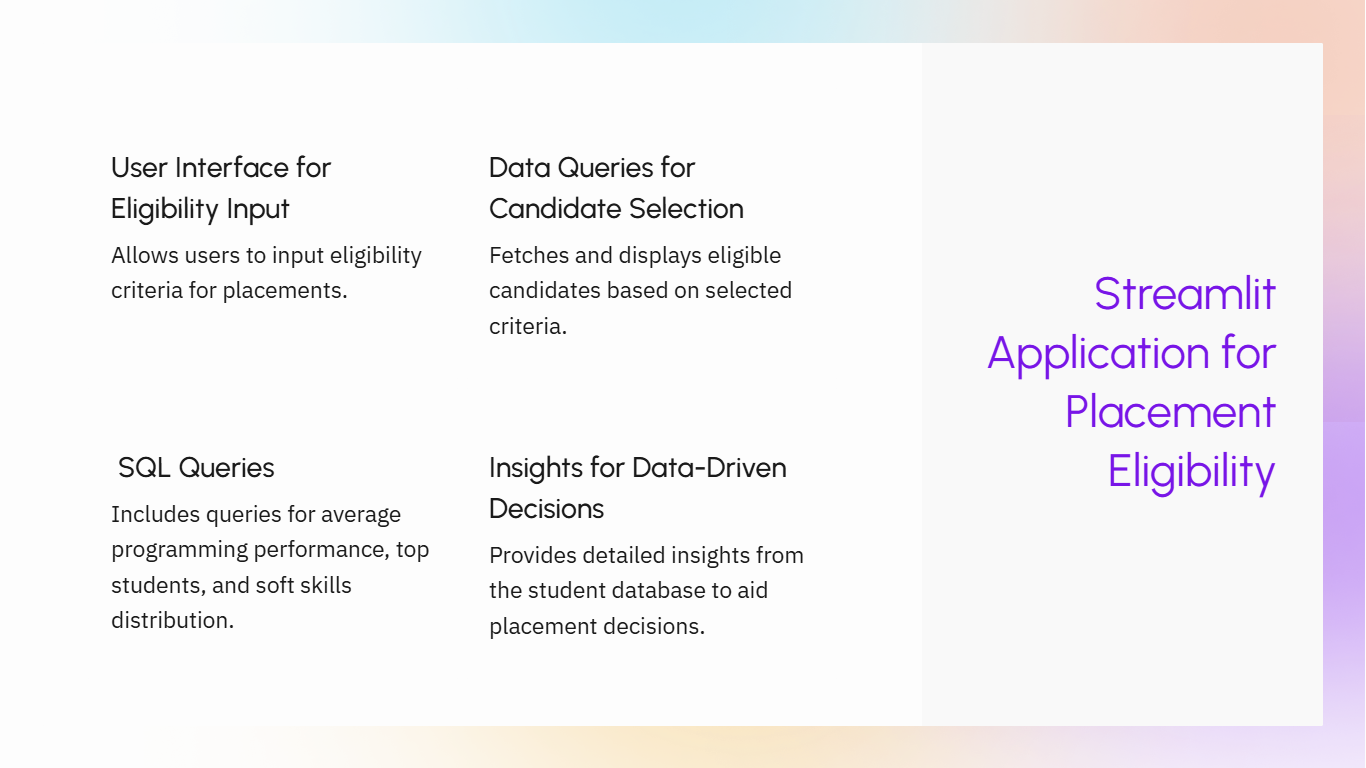 User Interface for
Eligibility Input
Allows users to input eligibility
criteria for placements.
Data Queries for
Candidate Selection
Fetches and displays eligible
candidates based on selected
criteria.
SQL Queries
Includes queries for average
programming performance, top
students, and soft skills
distribution.
Insights for Data-Driven
Decisions
Provides detailed insights from
the student database to aid
placement decisions.
Streamlit
Application for
Placement
Eligibility